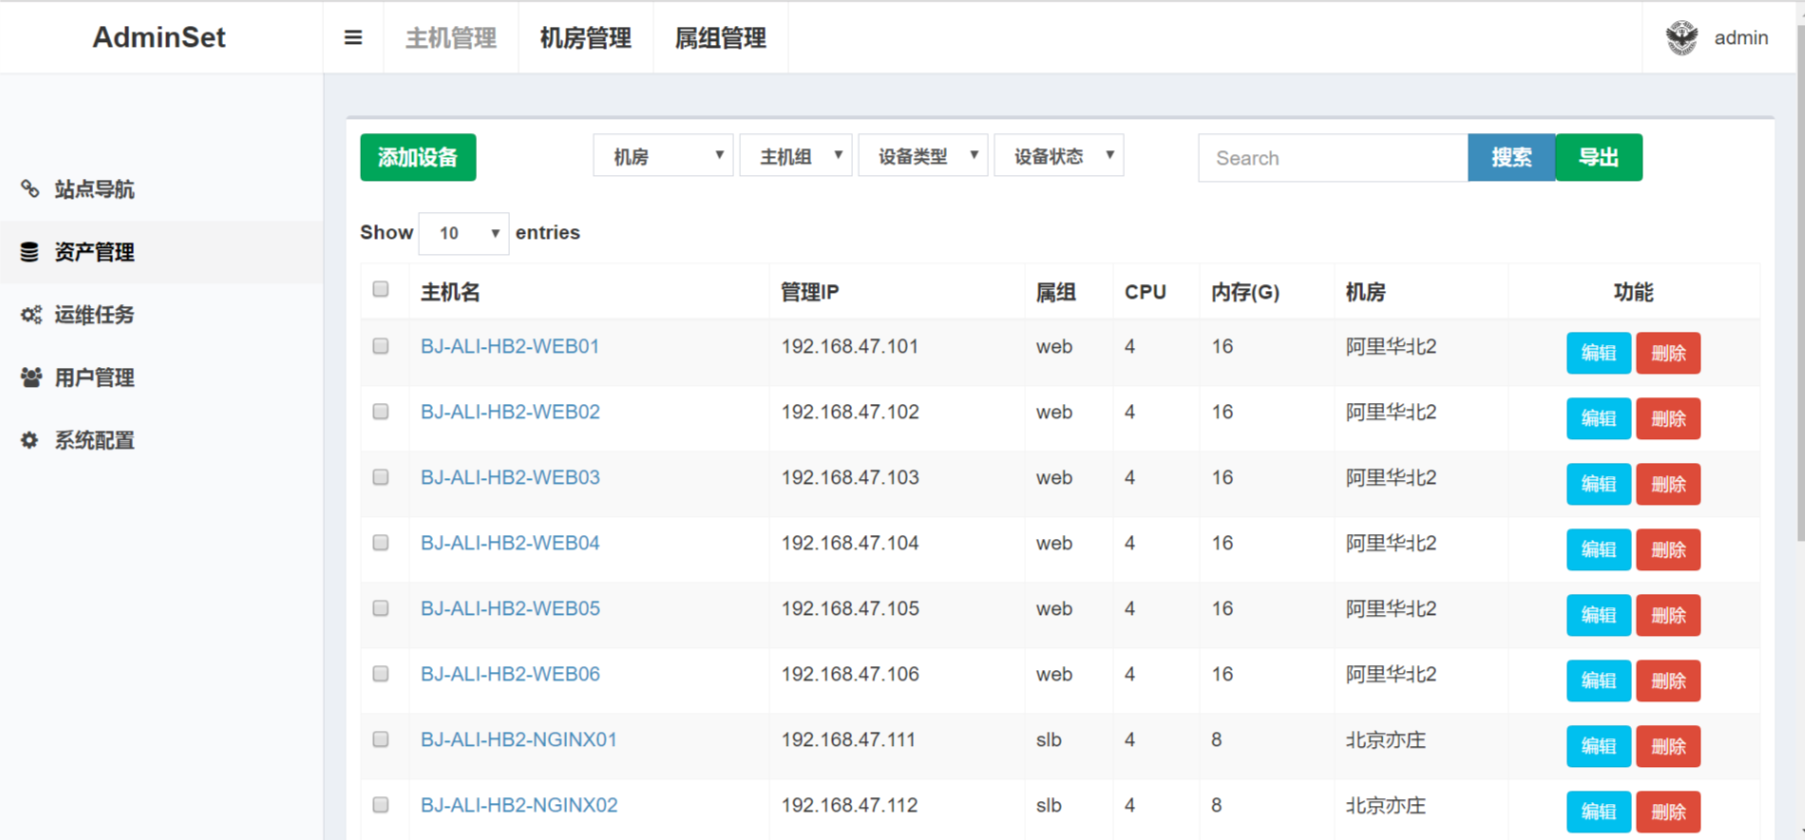 AdminSet 主机管理 机房管理 属组管理 admin
站点导航
资产管理
运维任务
用户管理
系统配置
添加设备 机房 主机组 设备类型 设备状态 Search 搜索 导出
Show 10 entries
主机名 管理IP 属组 CPU 内存(G) 机房 功能
BJ-ALI-HB2-WEB01 192.168.47.101 web 4 16 阿里华北2 编辑 删除
BJ-ALI-HB2-WEB02 192.168.47.102 web 4 16 阿里华北2 编辑 删除
BJ-ALI-HB2-WEB03 192.168.47.103 web 4 16 阿里华北2 编辑 删除
BJ-ALI-HB2-WEB04 192.168.47.104 web 4 16 阿里华北2 编辑 删除
BJ-ALI-HB2-WEB05 192.168.47.105 web 4 16 阿里华北2 编辑 删除
BJ-ALI-HB2-WEB06 192.168.47.106 web 4 16 阿里华北2 编辑 删除
BJ-ALI-HB2-NGINX01 192.168.47.111 slb 4 8 北京亦庄 编辑 删除
BJ-ALI-HB2-NGINX02 192.168.47.112 slb 4 8 北京亦庄 编辑 删除